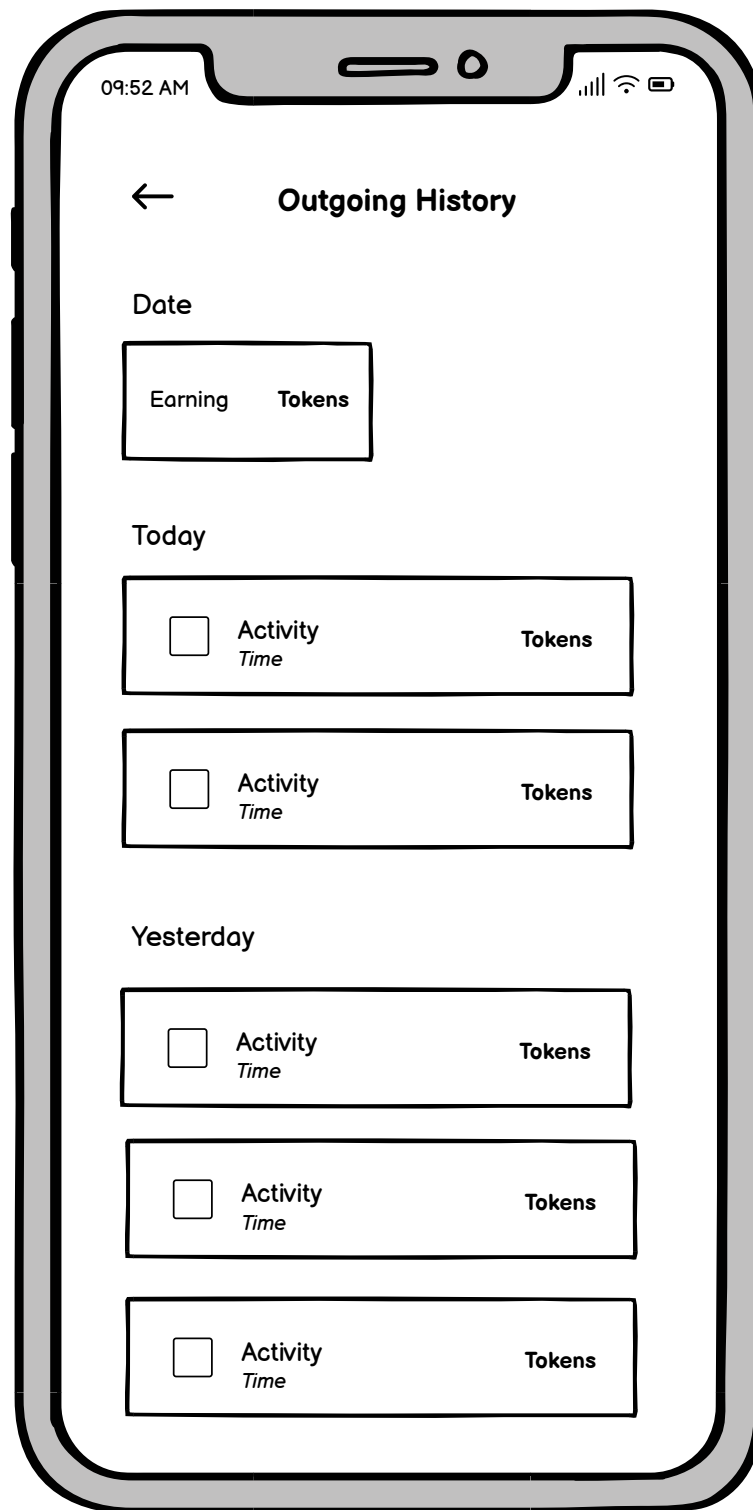 09:52 AM
Outgoing History
Date
Earning Tokens
Today
Activity Tokens
Time
Activity Tokens
Time
Yesterday
Activity Tokens
Time
Activity Tokens
Time
Activity Tokens
Time